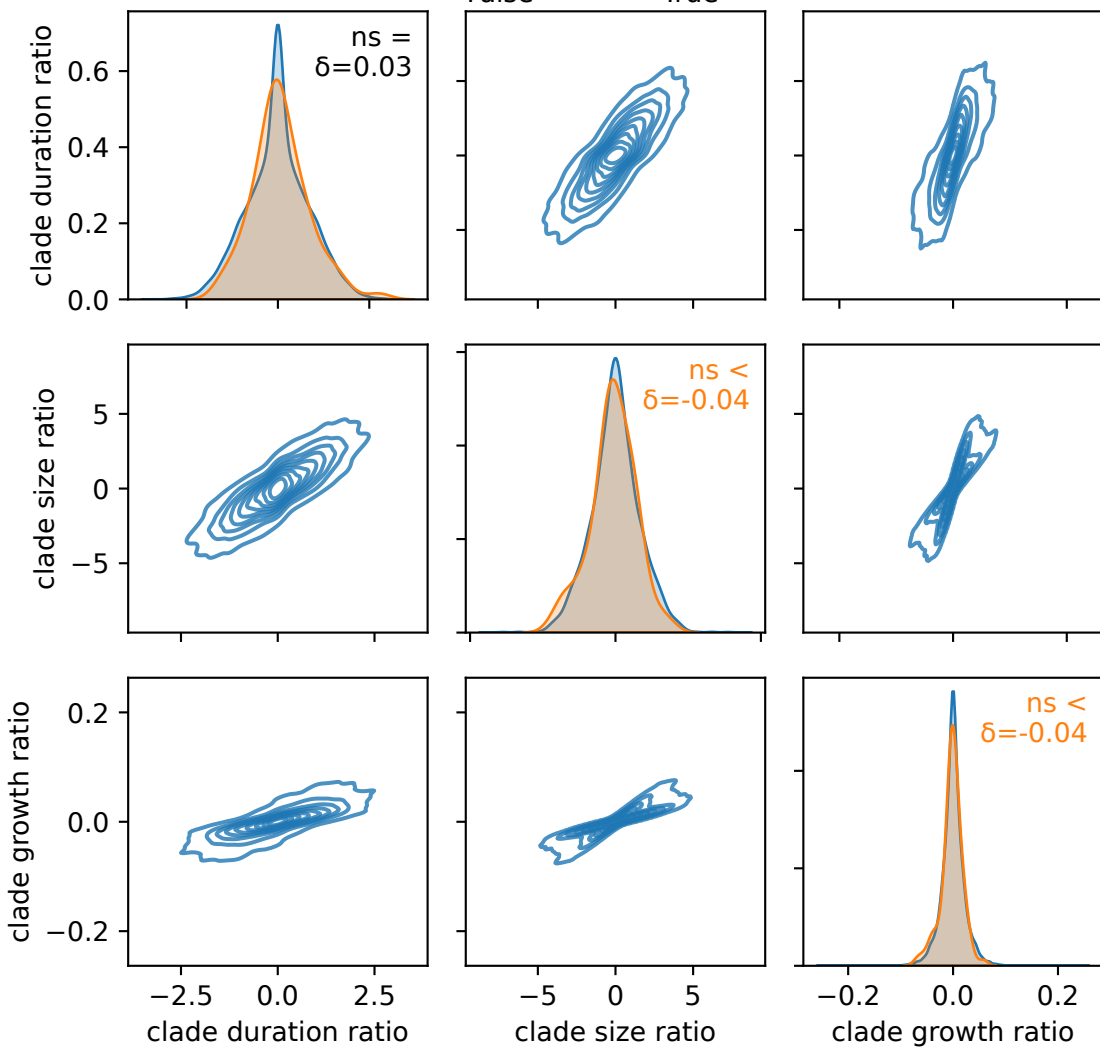 clade duration ratio
0.6
0.4
0.2
0.0
ns =
δ=0.03
clade size ratio
5
0
−5
ns <
δ=-0.04
clade growth ratio
0.2
0.0
−0.2
ns <
δ=-0.04
−2.5 0.0 2.5
−5 0 5
−0.2 0.0 0.2
clade duration ratio
clade size ratio
clade growth ratio